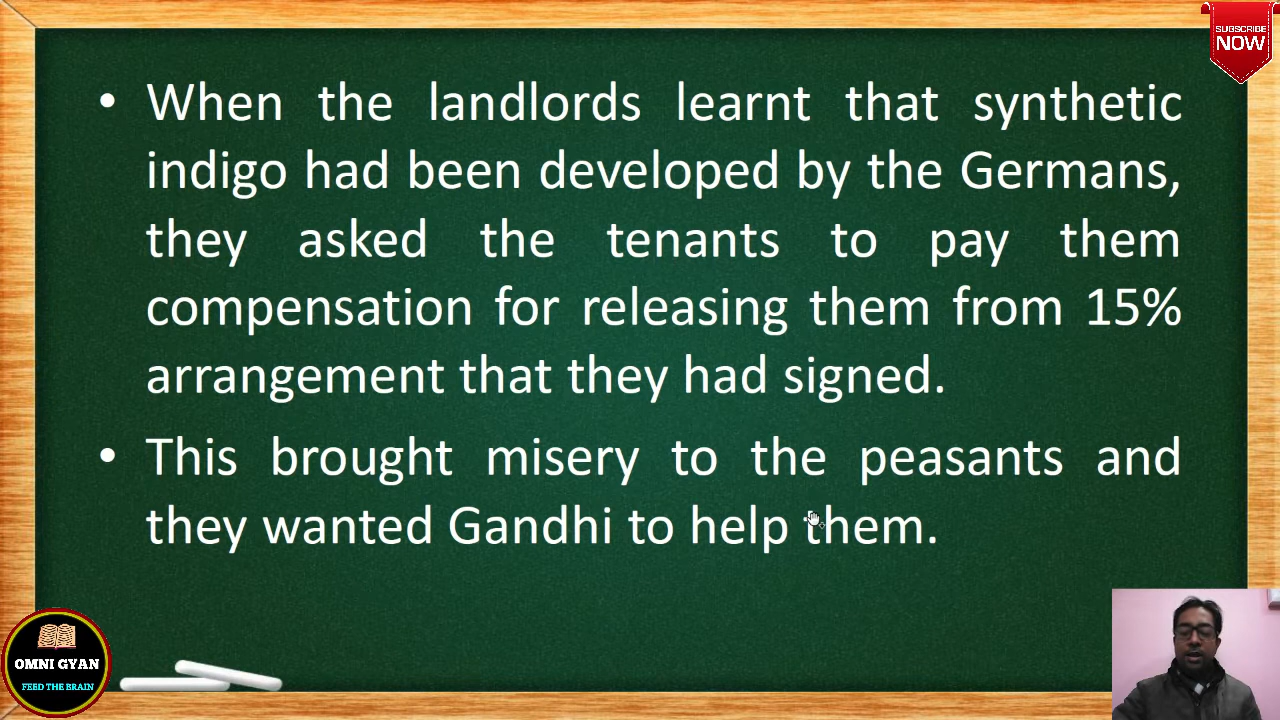 SUBSCRIBE
NOW
• When the landlords learnt that synthetic
indigo had been developed by the Germans,
they asked the tenants to pay them
compensation for releasing them from 15%
arrangement that they had signed.
• This brought misery to the peasants and
they wanted Gandhi to help them.
OMNI GYAN
FEED THE BRAIN